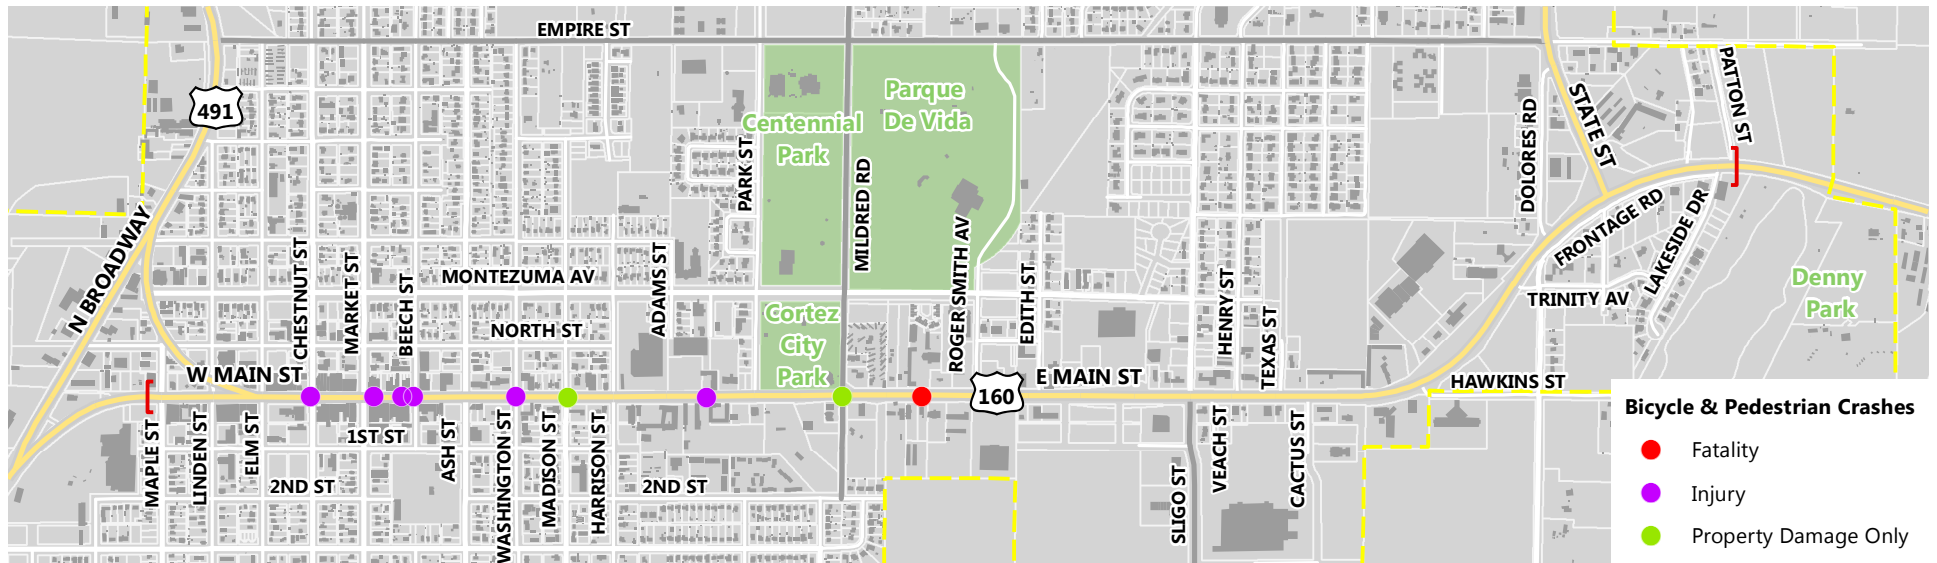 EMPIRE ST
491
Centennial
Park
Parque
De Vida
PARK ST
MILDRED RD
ROGER SMITH AV
DOLORES RD
STATE ST
PATTON ST
FRONTAGE RD
LAKESIDE DR
TRINITY AV
Denny
Park
N BROADWAY
CHESTNUT ST
MARKET ST
BEECH ST
MONTEZUMA AV
NORTH ST
ADAMS ST
Cortez
City
Park
EDITH ST
HENRY ST
TEXAS ST
W MAIN ST
160
E MAIN ST
HAWKINS ST
MAPLE ST
LINDEN ST
ELM ST
1ST ST
2ND ST
ASH ST
WASHINGTON ST
MADISON ST
HARRISON ST
2ND ST
SLIGO ST
VEACH ST
CACTUS ST
Bicycle & Pedestrian Crashes
Fatality
Injury
Property Damage Only